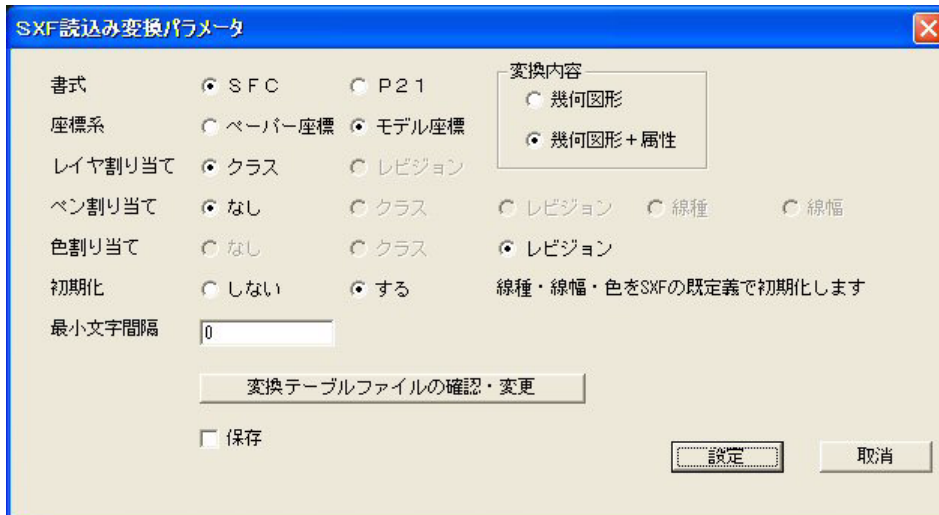 SXF読込み変換パラメータ
書式 SFC P21
変換内容
幾何図形
幾何図形+属性
座標系 ペーパー座標 モデル座標
レイヤ割り当て クラス レビジョン
ペン割り当て なし クラス レビジョン 線種 線幅
色割り当て なし クラス レビジョン
初期化 しない する 線種・線幅・色をSXFの既定義で初期化します
最小文字間隔 0
変換テーブルファイルの確認・変更
保存
設定 取消